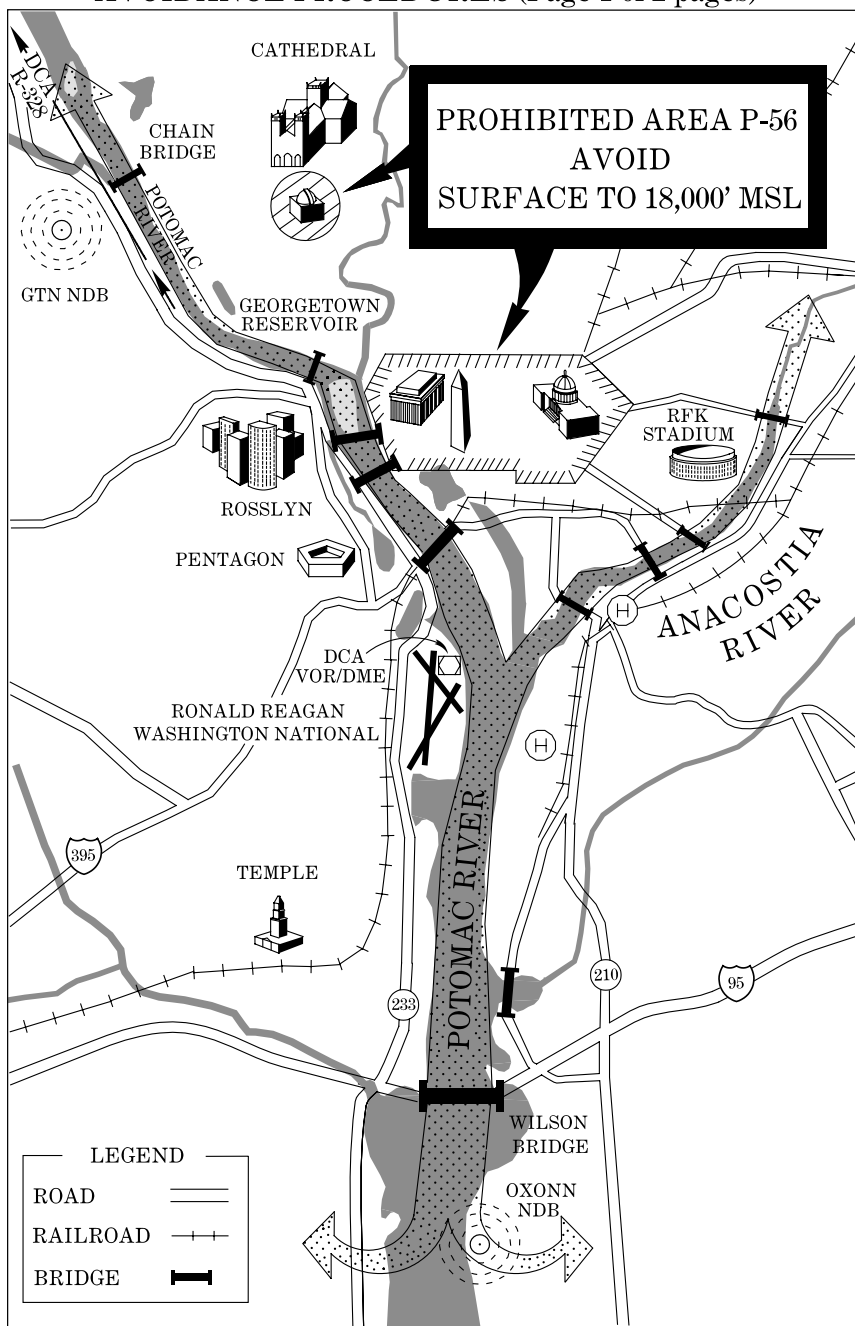 AVOIDANCE PROCEDURES (Page 1 of 2 pages)
CATHEDRAL
DCA
R-328
PROHIBITED AREA P-56
AVOID
SURFACE TO 18,000' MSL
CHAIN
BRIDGE
POTOMAC
RIVER
GTN NDB
GEORGETOWN
RESERVOIR
RFK
STADIUM
ROSSLYN
PENTAGON
ANACOSTIA
RIVER
H
DCA
VOR/DME
RONALD REAGAN
WASHINGTON NATIONAL
H
POTOMAC RIVER
395
TEMPLE
233
210
95
WILSON
BRIDGE
OXONN
NDB
LEGEND
ROAD
RAILROAD
BRIDGE